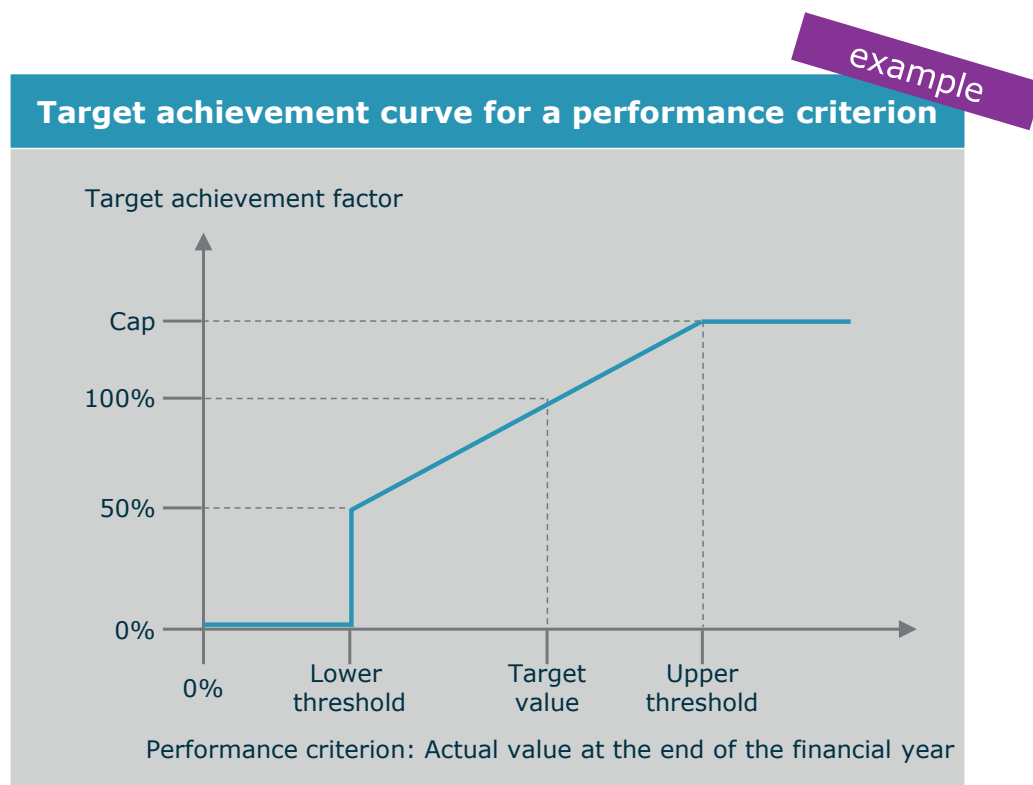 example
Target achievement curve for a performance criterion
Target achievement factor
Cap
100%
50%
0%
0%
Lower
threshold
Target
value
Upper
threshold
Performance criterion: Actual value at the end of the financial year